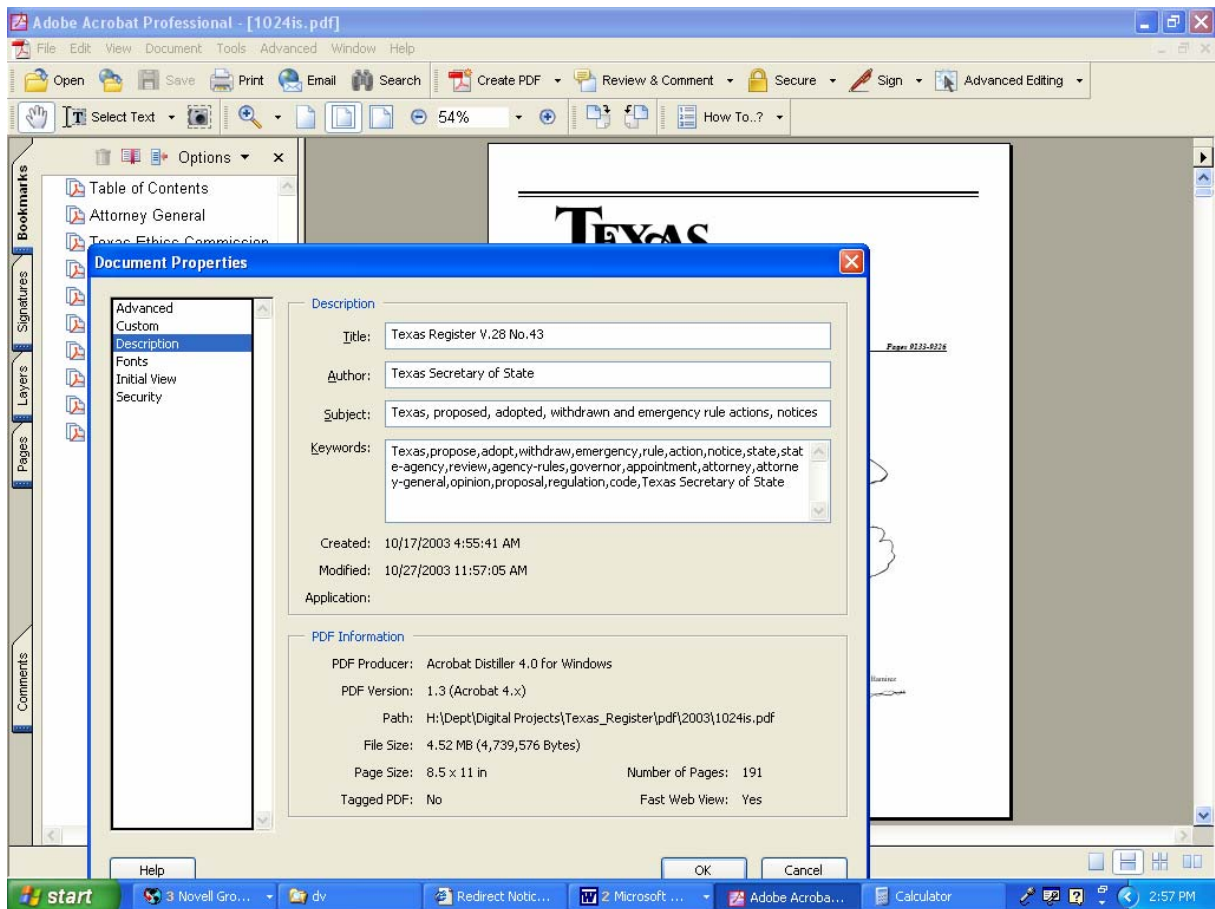 Adobe Acrobat Professional - [1024is.pdf]
File Edit View Document Tools Advanced Window Help
Open Save Print Email Search Create PDF Review & Comment Secure Sign Advanced Editing
Select Text 54% How To..?
Bookmarks
Signatures
Layers
Pages
Comments
Options
Table of Contents
Attorney General
Texas Ethics Commission
TEXAS
Pages 9133-9326
Document Properties
Advanced
Custom
Description
Fonts
Initial View
Security
Description
Title: Texas Register V.28 No.43
Author: Texas Secretary of State
Subject: Texas, proposed, adopted, withdrawn and emergency rule actions, notices
Keywords: Texas,propose,adopt,withdraw,emergency,rule,action,notice,state,stat
e-agency,review,agency-rules,governor,appointment,attorney,attorne
y-general,opinion,proposal,regulation,code,Texas Secretary of State
Created: 10/17/2003 4:55:41 AM
Modified: 10/27/2003 11:57:05 AM
Application:
PDF Information
PDF Producer: Acrobat Distiller 4.0 for Windows
PDF Version: 1.3 (Acrobat 4.x)
Path: H:\Dept\Digital Projects\Texas_Register\pdf\2003\1024is.pdf
File Size: 4.52 MB (4,739,576 Bytes)
Page Size: 8.5 x 11 in Number of Pages: 191
Tagged PDF: No Fast Web View: Yes
Help OK Cancel
Ramirez
start 3 Novell Gro... dv Redirect Notic... 2 Microsoft ... Adobe Acroba... Calculator 2:57 PM